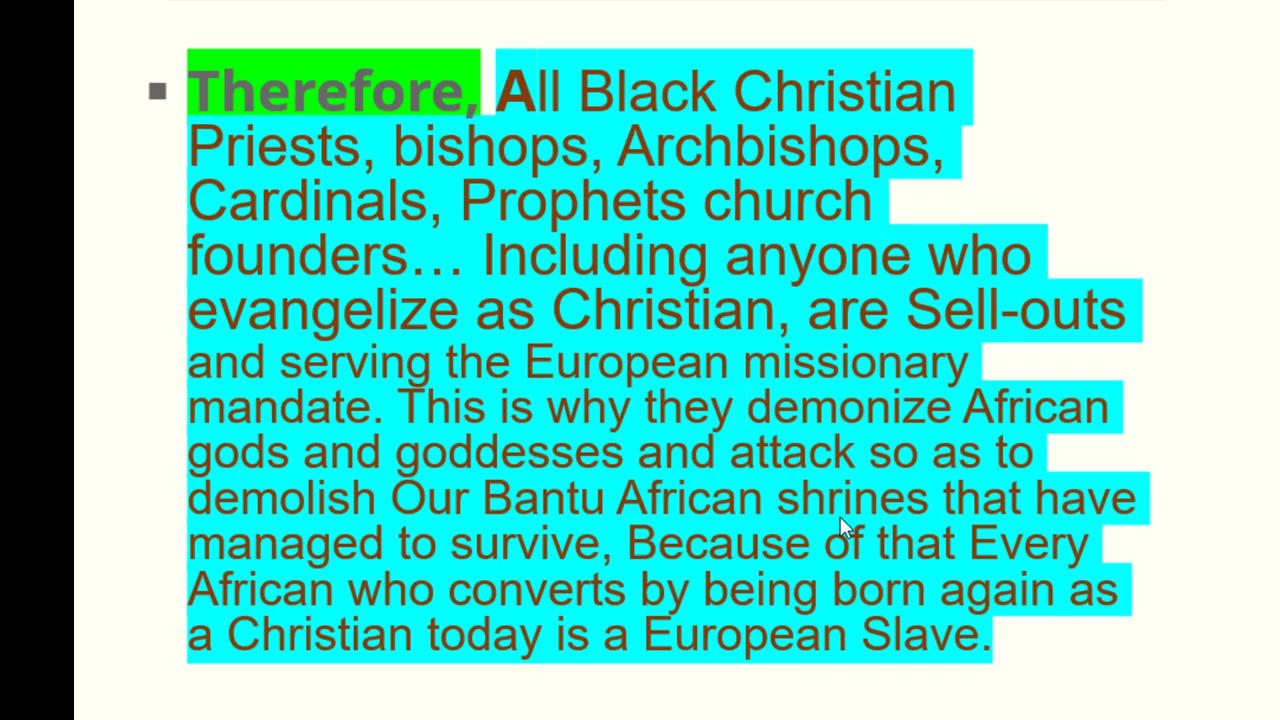 Therefore, All Black Christian
Priests, bishops, Archbishops,
Cardinals, Prophets church
founders… Including anyone who
evangelize as Christian, are Sell-outs
and serving the European missionary
mandate. This is why they demonize African
gods and goddesses and attack so as to
demolish Our Bantu African shrines that have
managed to survive, Because of that Every
African who converts by being born again as
a Christian today is a European Slave.